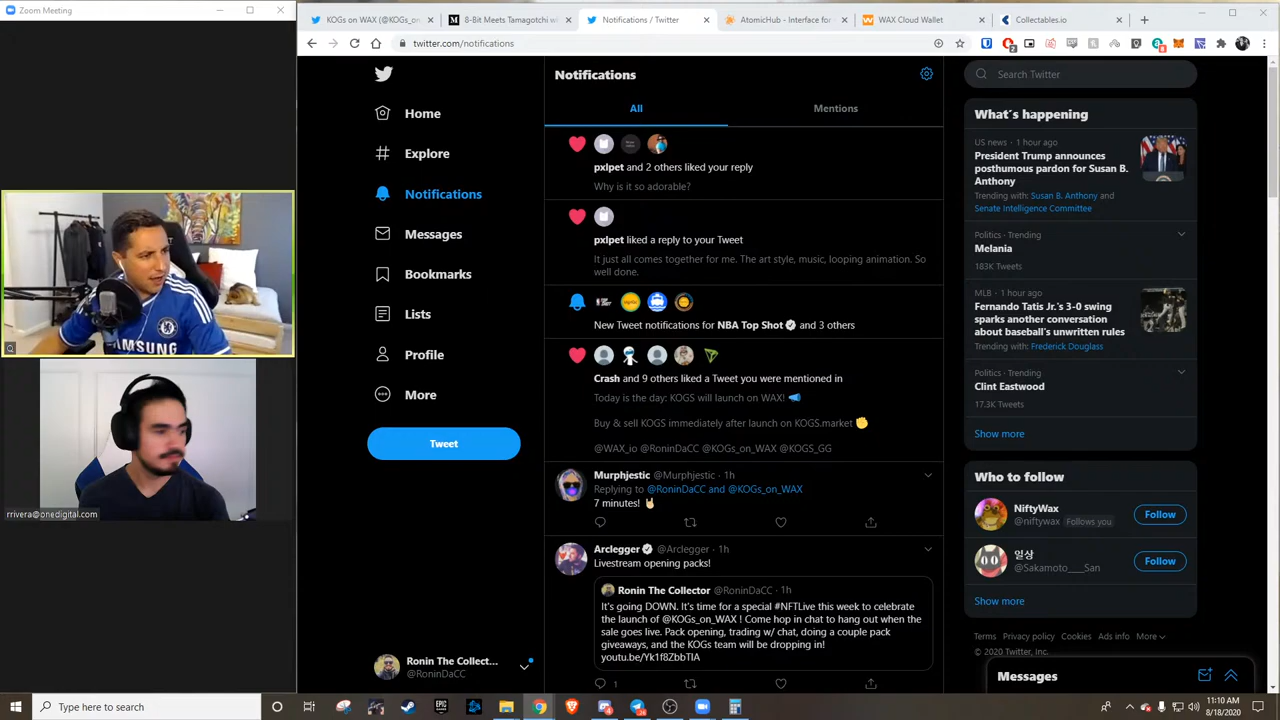 Zoom Meeting
KOGs on WAX (@KOGs_on_
8-Bit Meets Tamagotchi wi
Notifications / Twitter
AtomicHub - Interface for
WAX Cloud Wallet
Collectables.io
twitter.com/notifications
Home
Explore
Notifications
Messages
Bookmarks
Lists
Profile
More
Tweet
Ronin The Collect...
@RoninDaCC
Notifications
All
Mentions
pxlpet and 2 others liked your reply
Why is it so adorable?
pxlpet liked a reply to your Tweet
It just all comes together for me. The art style, music, looping animation. So
well done.
New Tweet notifications for NBA Top Shot and 3 others
Crash and 9 others liked a Tweet you were mentioned in
Today is the day: KOGS will launch on WAX! 📣
Buy & sell KOGS immediately after launch on KOGS.market ✊
@WAX_io @RoninDaCC @KOGs_on_WAX @KOGS_GG
Murphjestic @Murphjestic · 1h
Replying to @RoninDaCC and @KOGs_on_WAX
7 minutes! 🤘
Arclegger @Arclegger · 1h
Livestream opening packs!
Ronin The Collector @RoninDaCC · 1h
It's going DOWN. It's time for a special #NFTLive this week to celebrate
the launch of @KOGs_on_WAX ! Come hop in chat to hang out when the
sale goes live. Pack opening, trading w/ chat, doing a couple pack
giveaways, and the KOGs team will be dropping in!
youtu.be/Yk1f8ZbbTIA
1
Search Twitter
What's happening
US news · 1 hour ago
President Trump announces
posthumous pardon for Susan B.
Anthony
Trending with: Susan B. Anthony and
Senate Intelligence Committee
Politics · Trending
Melania
183K Tweets
MLB · 1 hour ago
Fernando Tatis Jr.'s 3-0 swing
sparks another conversation
about baseball's unwritten rules
Trending with: Frederick Douglass
Politics · Trending
Clint Eastwood
17.3K Tweets
Show more
Who to follow
NiftyWax
@niftywax Follows you
Follow
일상
@Sakamoto____San
Follow
Show more
Terms Privacy policy Cookies Ads info More
© 2020 Twitter, Inc.
Messages
SAMSUNG
Q
rrivera@onedigital.com
Type here to search
EPIC
GAMES
11:10 AM
8/18/2020